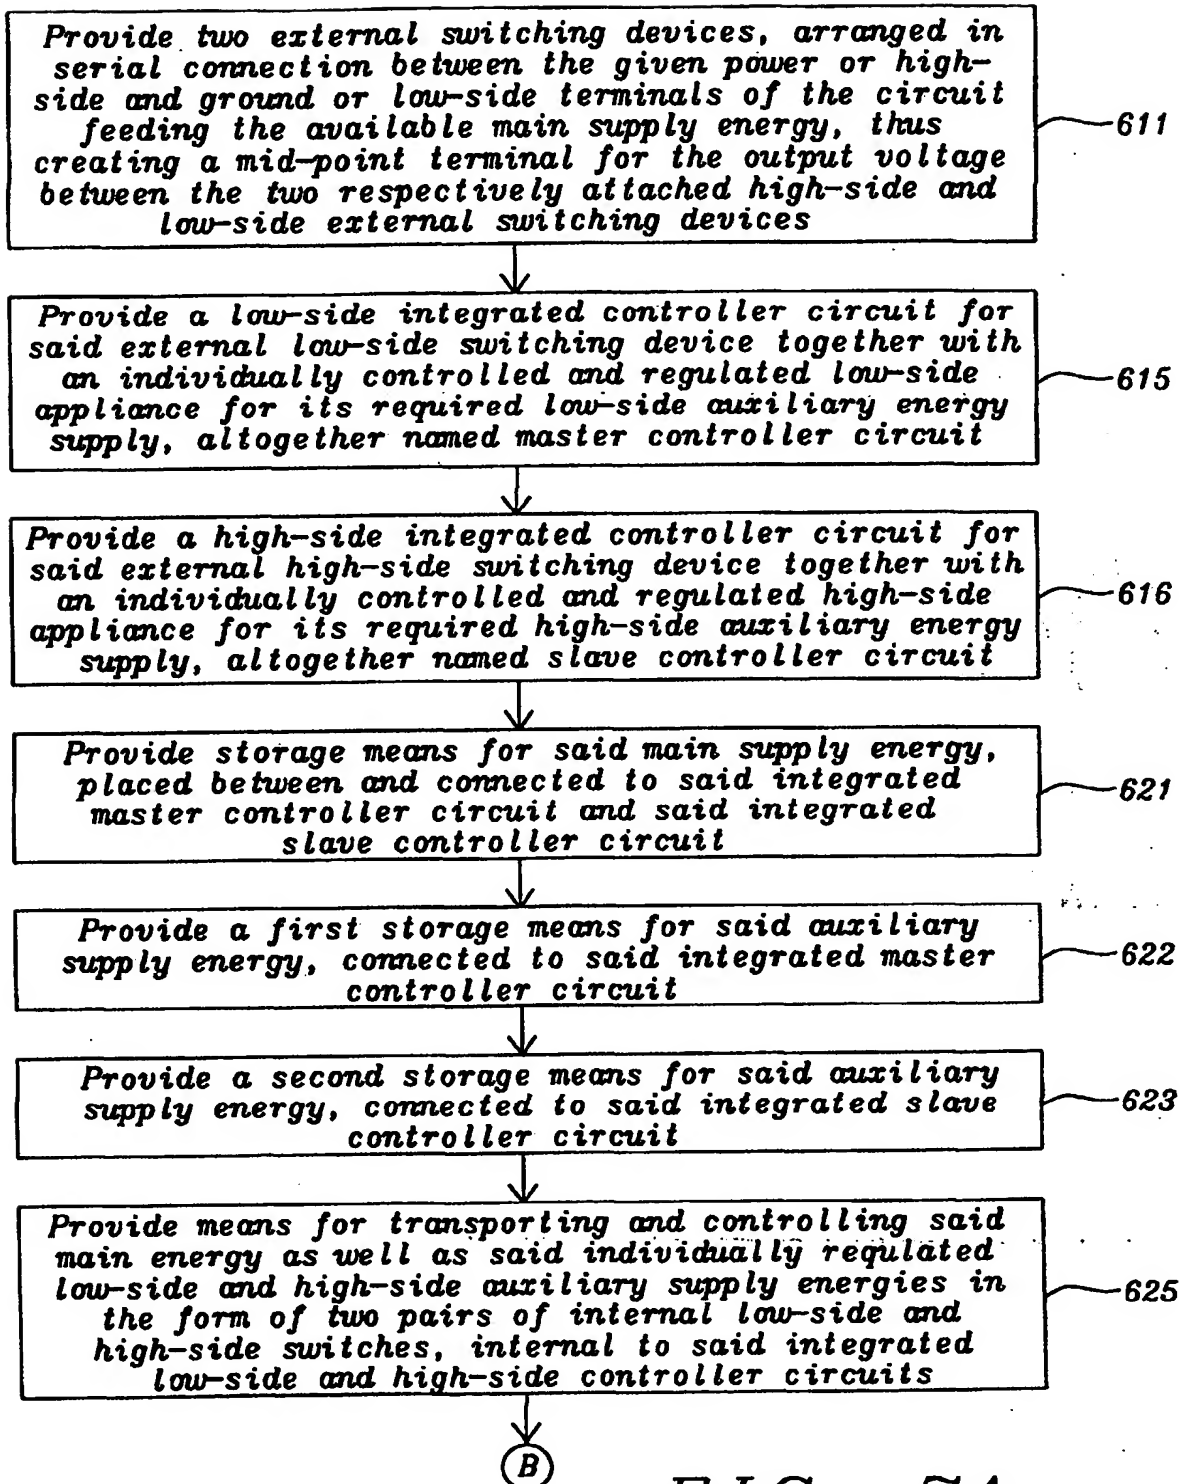 Provide two external switching devices, arranged in
serial connection between the given power or high-
side and ground or low-side terminals of the circuit
feeding the available main supply energy, thus
creating a mid-point terminal for the output voltage
between the two respectively attached high-side and
low-side external switching devices
611
Provide a low-side integrated controller circuit for
said external low-side switching device together with
an individually controlled and regulated low-side
appliance for its required low-side auxiliary energy
supply, altogether named master controller circuit
615
Provide a high-side integrated controller circuit for
said external high-side switching device together with
an individually controlled and regulated high-side
appliance for its required high-side auxiliary energy
supply, altogether named slave controller circuit
616
Provide storage means for said main supply energy,
placed between and connected to said integrated
master controller circuit and said integrated
slave controller circuit
621
Provide a first storage means for said auxiliary
supply energy, connected to said integrated master
controller circuit
622
Provide a second storage means for said auxiliary
supply energy, connected to said integrated slave
controller circuit
623
Provide means for transporting and controlling said
main energy as well as said individually regulated
low-side and high-side auxiliary supply energies in
the form of two pairs of internal low-side and
high-side switches, internal to said integrated
low-side and high-side controller circuits
625
B